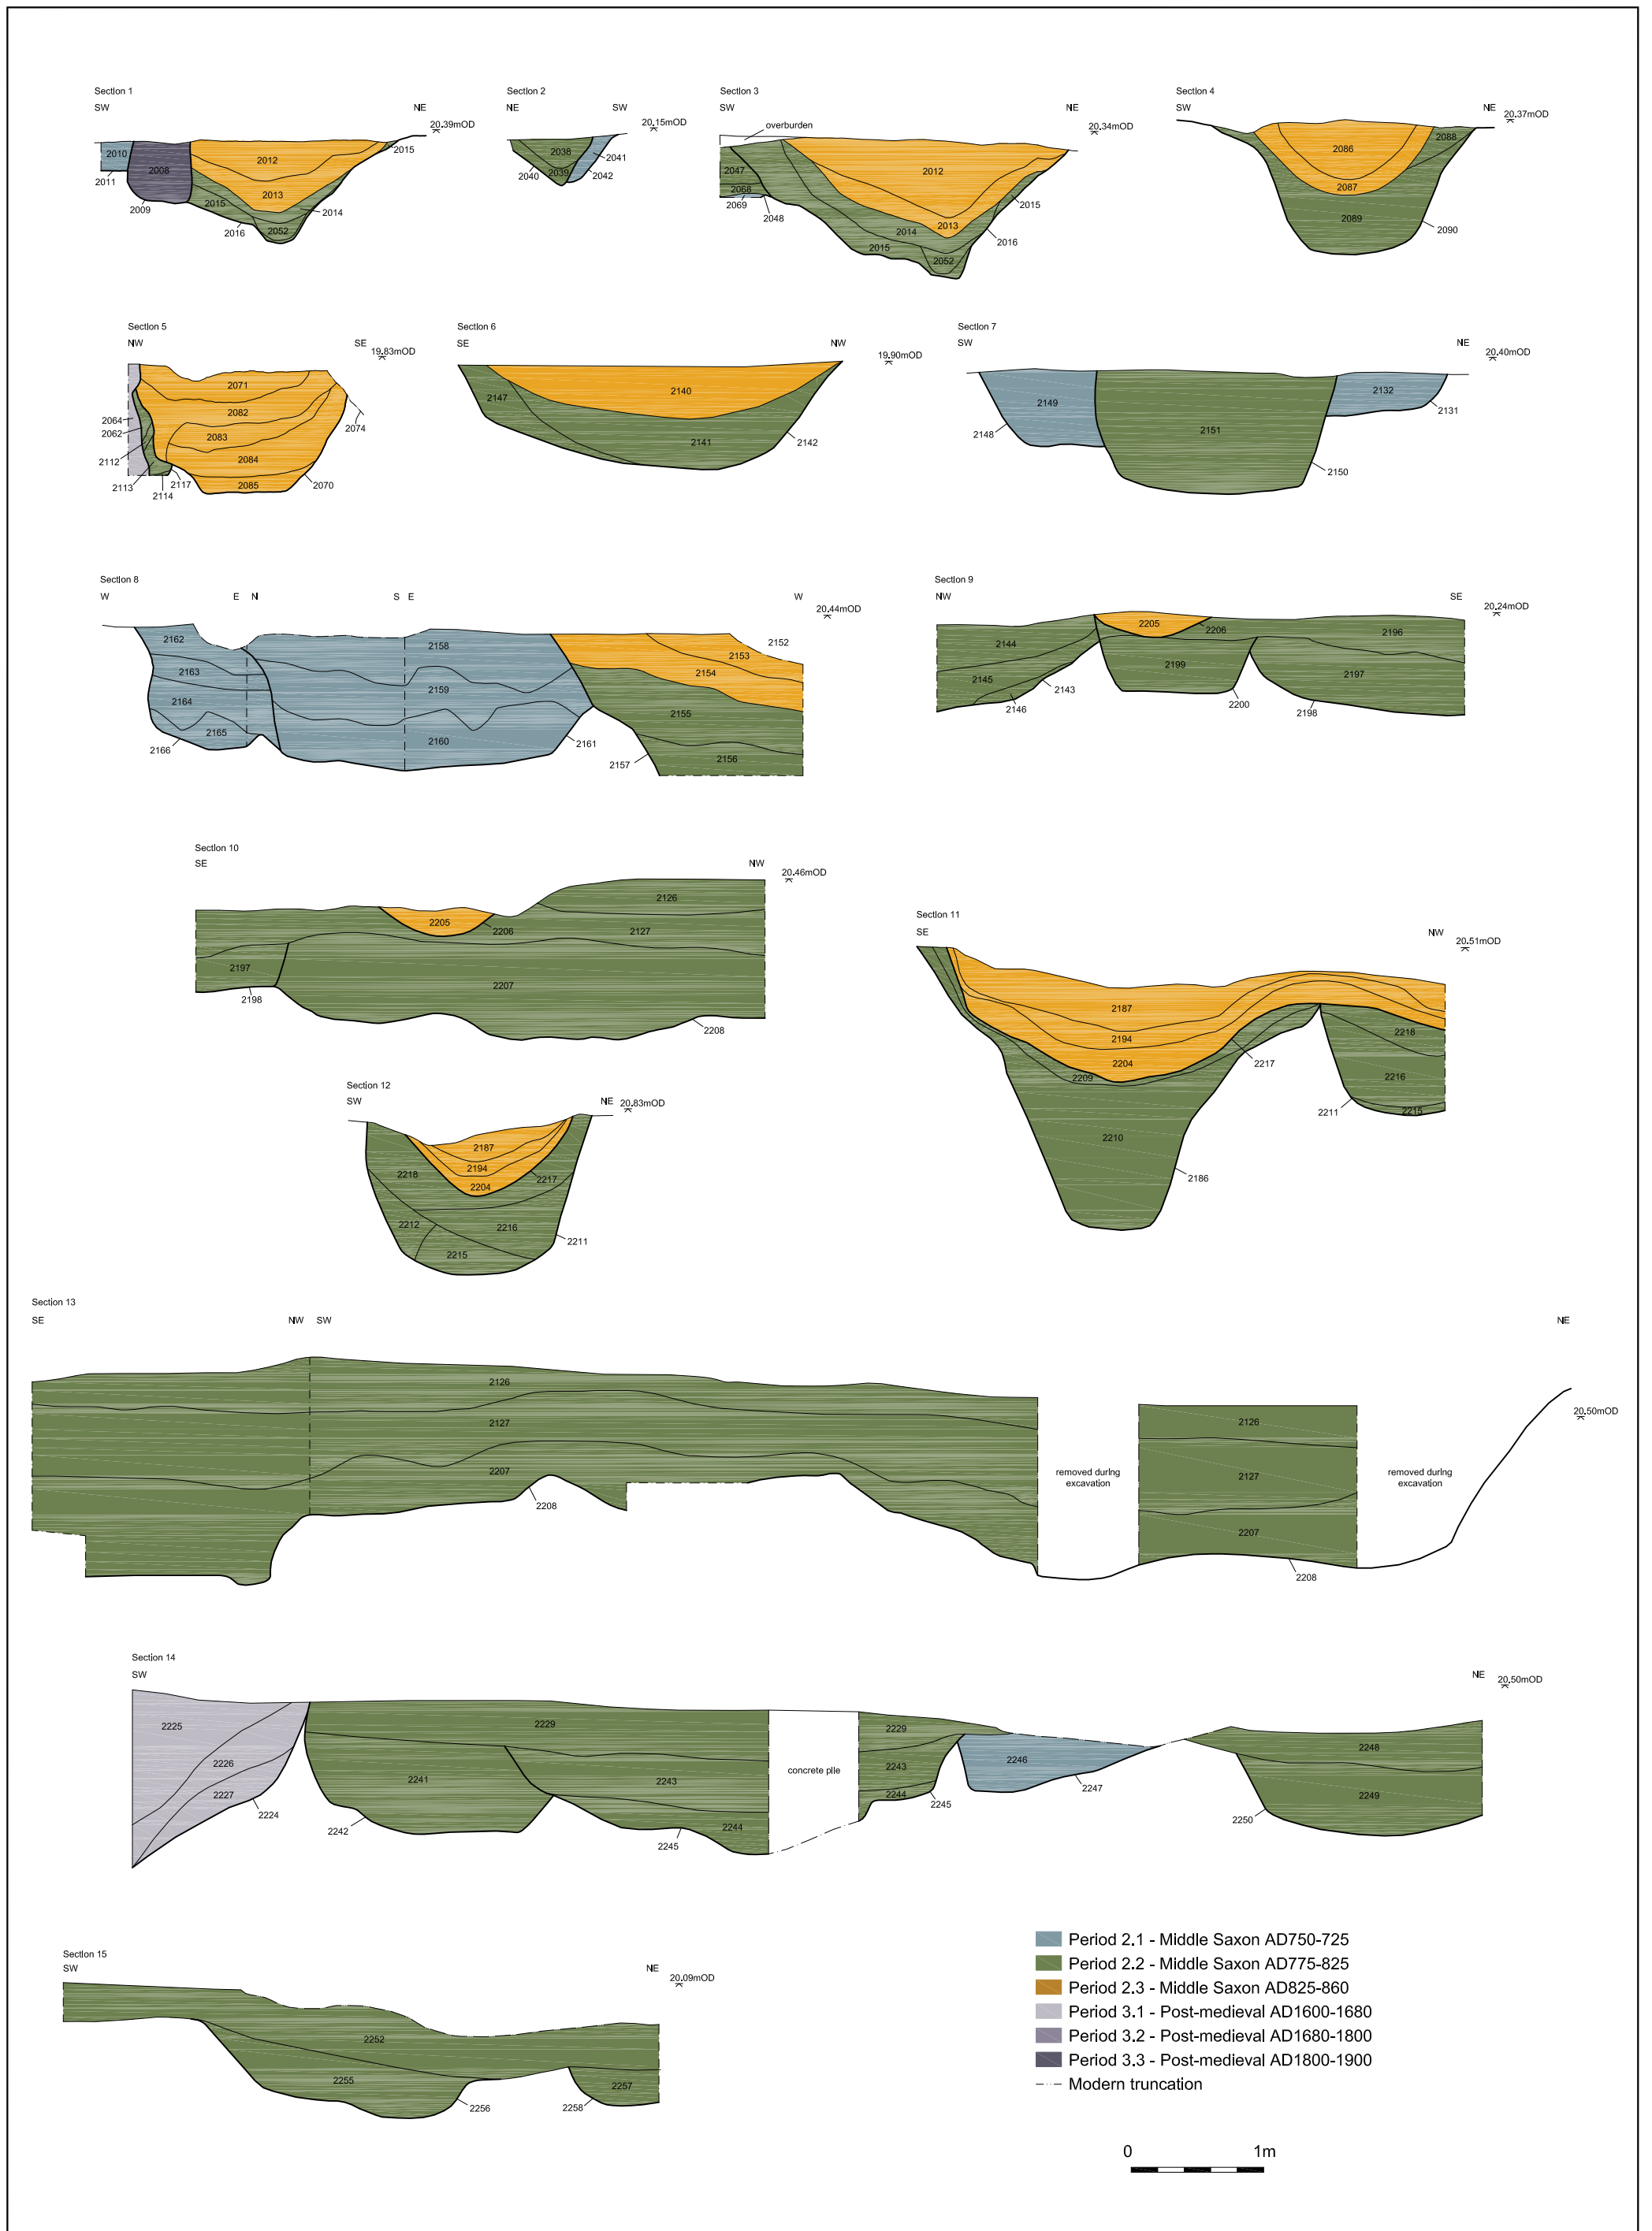 Section 1
SW NE
20.39mOD
2010
2008
2012
2015
2011
2013
2009
2015
2014
2016
2052
Section 2
NE SW
20.15mOD
2038
2041
2040
2039
2042
Section 3
SW NE
overburden
20.34mOD
2047
2012
2068
2069
2048
2015
2014
2013
2016
2015
2052
Section 4
SW NE
20.37mOD
2086
2088
2087
2089
2090
Section 5
NW SE
19.83mOD
2071
2082
2064
2074
2062
2083
2112
2084
2113
2117
2085
2070
2114
Section 6
SE NW
19.90mOD
2140
2147
2141
2142
Section 7
SW NE
20.40mOD
2149
2132
2131
2148
2151
2150
Section 8
W E N S E W
20.44mOD
2162
2158
2152
2153
2163
2154
2159
2164
2155
2165
2160
2161
2166
2157
2156
Section 9
NW SE
20.24mOD
2205
2206
2196
2144
2199
2197
2145
2143
2146
2200
2198
Section 10
SE NW
20.46mOD
2126
2205
2206
2127
2197
2207
2198
2208
Section 11
SE NW
20.51mOD
2187
2194
2218
2204
2217
2209
2216
2211
2215
2210
2186
Section 12
SW NE
20.83mOD
2187
2194
2218
2217
2204
2212
2216
2211
2215
Section 13
SE NW SW NE
20.50mOD
2126
2127
2207
2208
removed during
excavation
2126
2127
2207
2208
removed during
excavation
Section 14
SW NE
20.50mOD
2225
2226
2227
2224
2229
2241
2243
2242
2244
2245
concrete pile
2229
2243
2244
2245
2246
2247
2248
2249
2250
Section 15
SW NE
20.09mOD
2252
2255
2257
2256
2258
Period 2.1 - Middle Saxon AD750-725
Period 2.2 - Middle Saxon AD775-825
Period 2.3 - Middle Saxon AD825-860
Period 3.1 - Post-medieval AD1600-1680
Period 3.2 - Post-medieval AD1680-1800
Period 3.3 - Post-medieval AD1800-1900
Modern truncation
0 1m